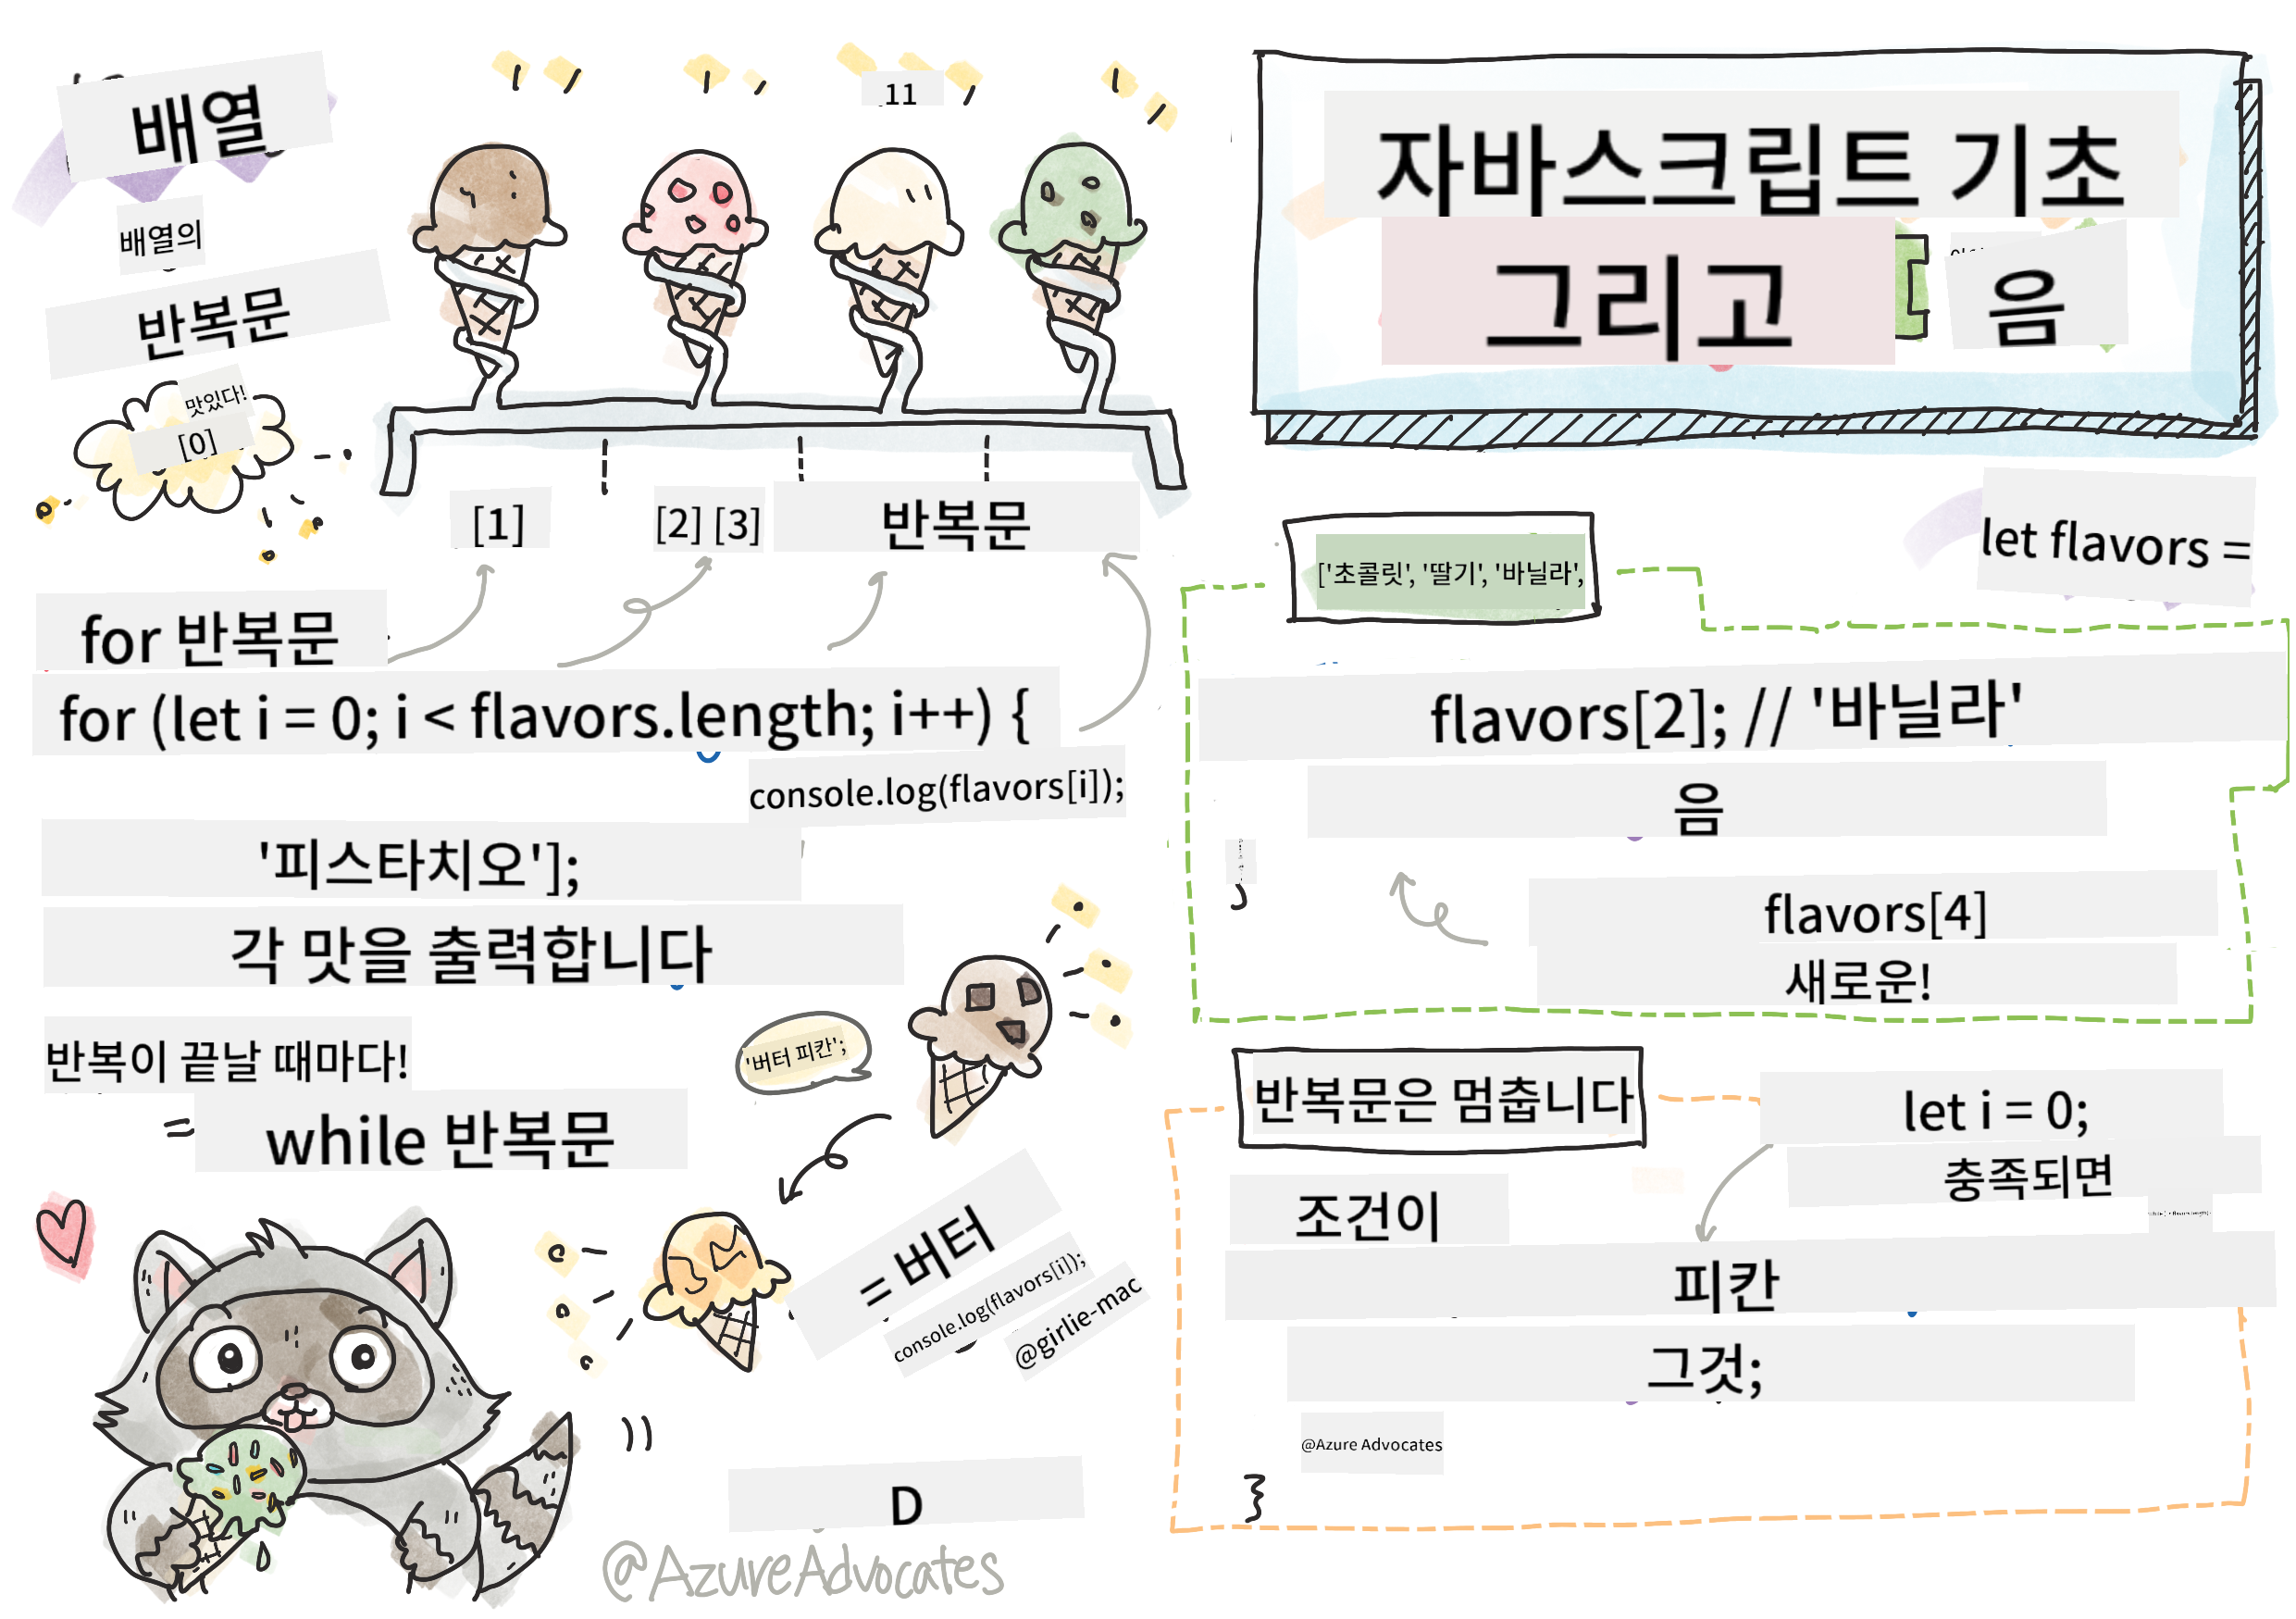 배열
배열의
반복문
맛있다!
[0]
11
[1]
[2] [3]
반복문
for 반복문
for (let i = 0; i < flavors.length; i++) {
console.log(flavors[i]);
'피스타치오'];
각 맛을 출력합니다
반복이 끝날 때마다!
=
while 반복문
'버터 피칸';
= 버터
console.log(flavors[i]);
@girlie-mac
D
@AzureAdvocates
자바스크립트 기초
그리고
음
let flavors =
['초콜릿', '딸기', '바닐라',
flavors[2]; // '바닐라'
음
flavors[4]
새로운!
반복문은 멈춥니다
let i = 0;
충족되면
조건이
피칸
그것;
@Azure Advocates
}